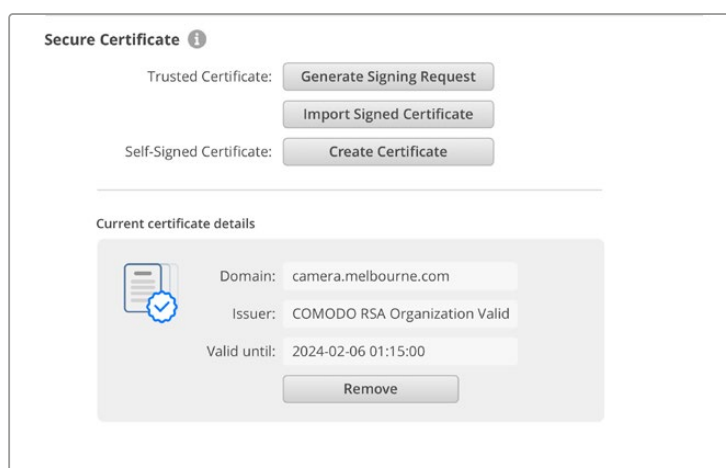 Secure Certificate
Trusted Certificate: Generate Signing Request
Import Signed Certificate
Self-Signed Certificate: Create Certificate
Current certificate details
Domain: camera.melbourne.com
Issuer: COMODO RSA Organization Valid
Valid until: 2024-02-06 01:15:00
Remove